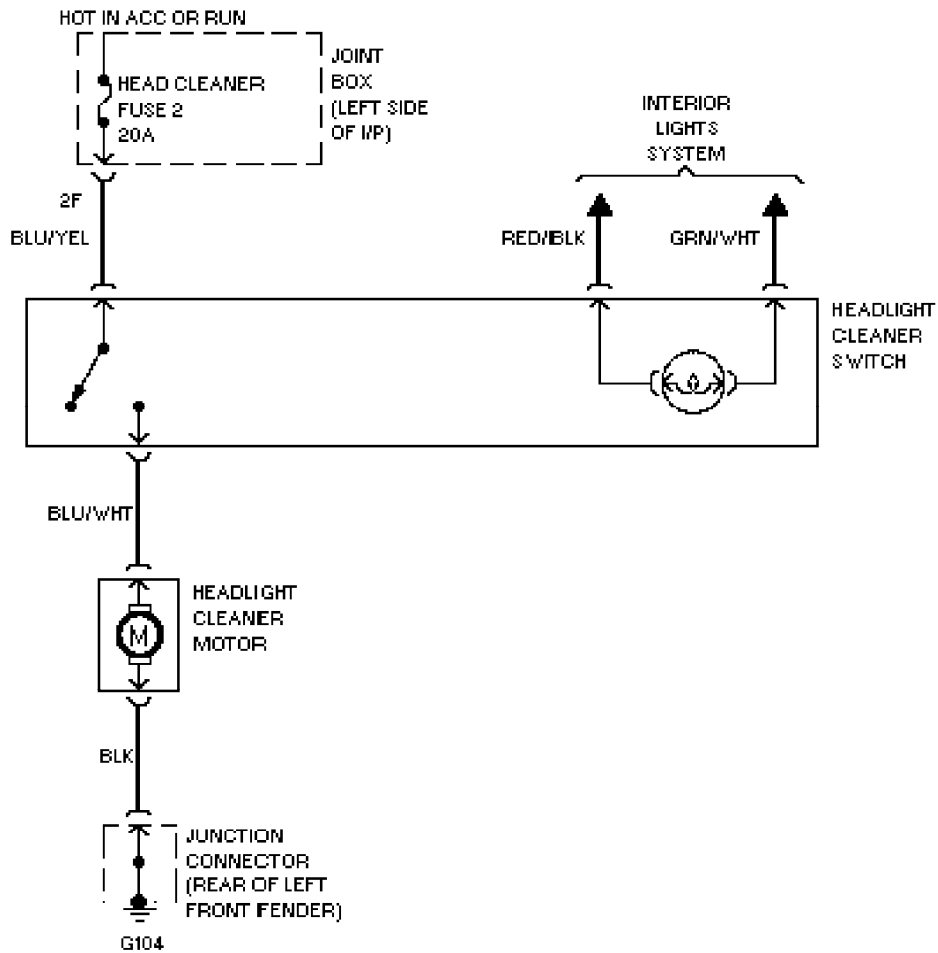 HOT IN ACC OR RUN
HEAD CLEANER
FUSE 2
20A
JOINT
BOX
(LEFT SIDE
OF I/P)
2F
BLU/YEL
INTERIOR
LIGHTS
SYSTEM
RED/BLK
GRN/WHT
HEADLIGHT
CLEANER
SWITCH
BLU/WHT
HEADLIGHT
CLEANER
MOTOR
M
BLK
JUNCTION
CONNECTOR
(REAR OF LEFT
FRONT FENDER)
G104